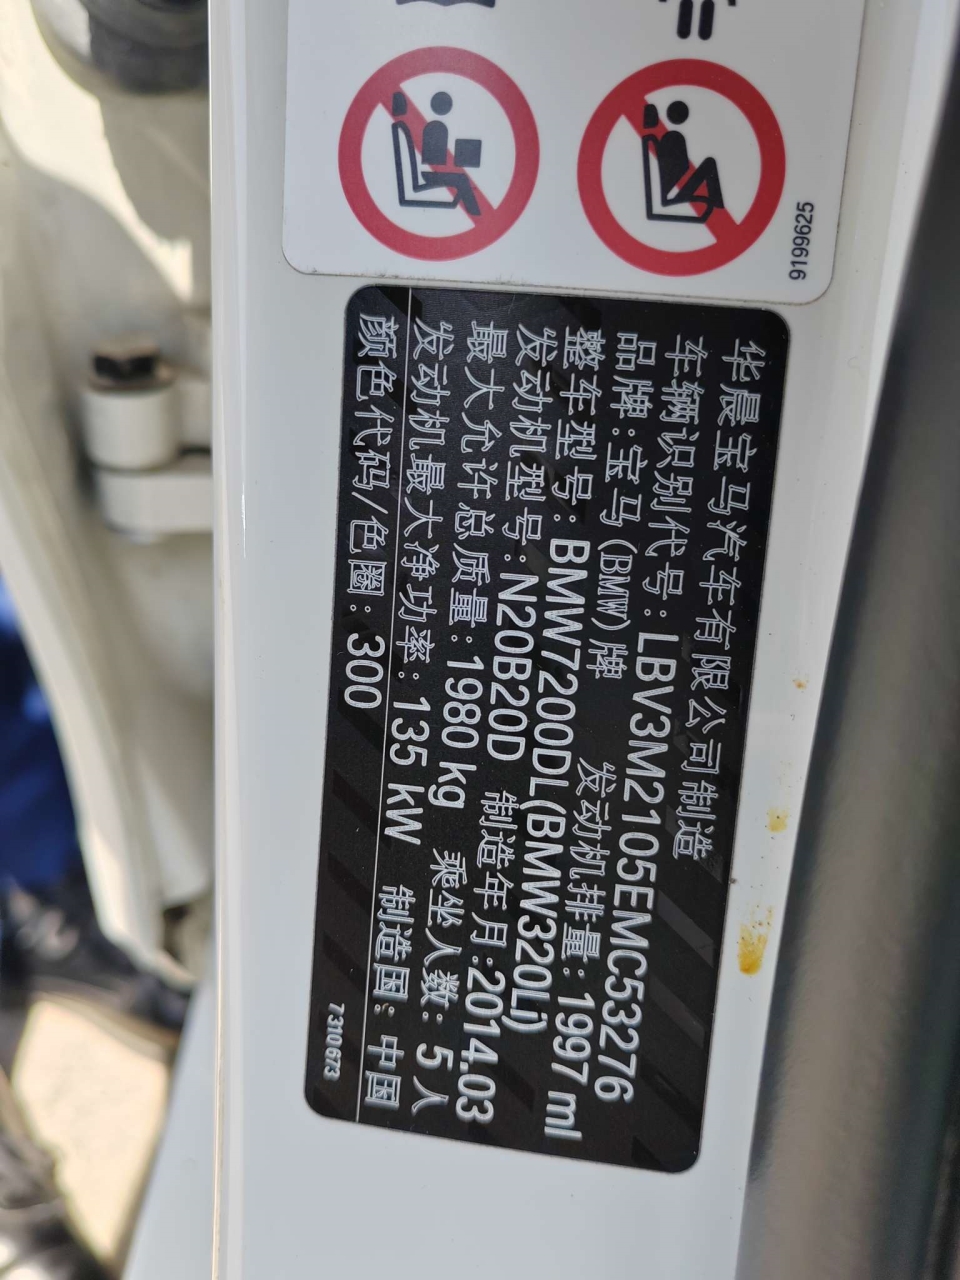 9199625
华晨宝马汽车有限公司制造
车辆识别代号: LBV3M2105EMC53276
品牌: 宝马 (BMW) 牌 发动机排量: 1997 ml
整车型号: BMW7200DL(BMW320Li)
发动机型号: N20B20D 制造年月: 2014.03
最大允许总质量: 1980 kg 乘坐人数: 5 人
发动机最大净功率: 135 kW 制造国: 中国
颜色代码/色圈: 300
7310673